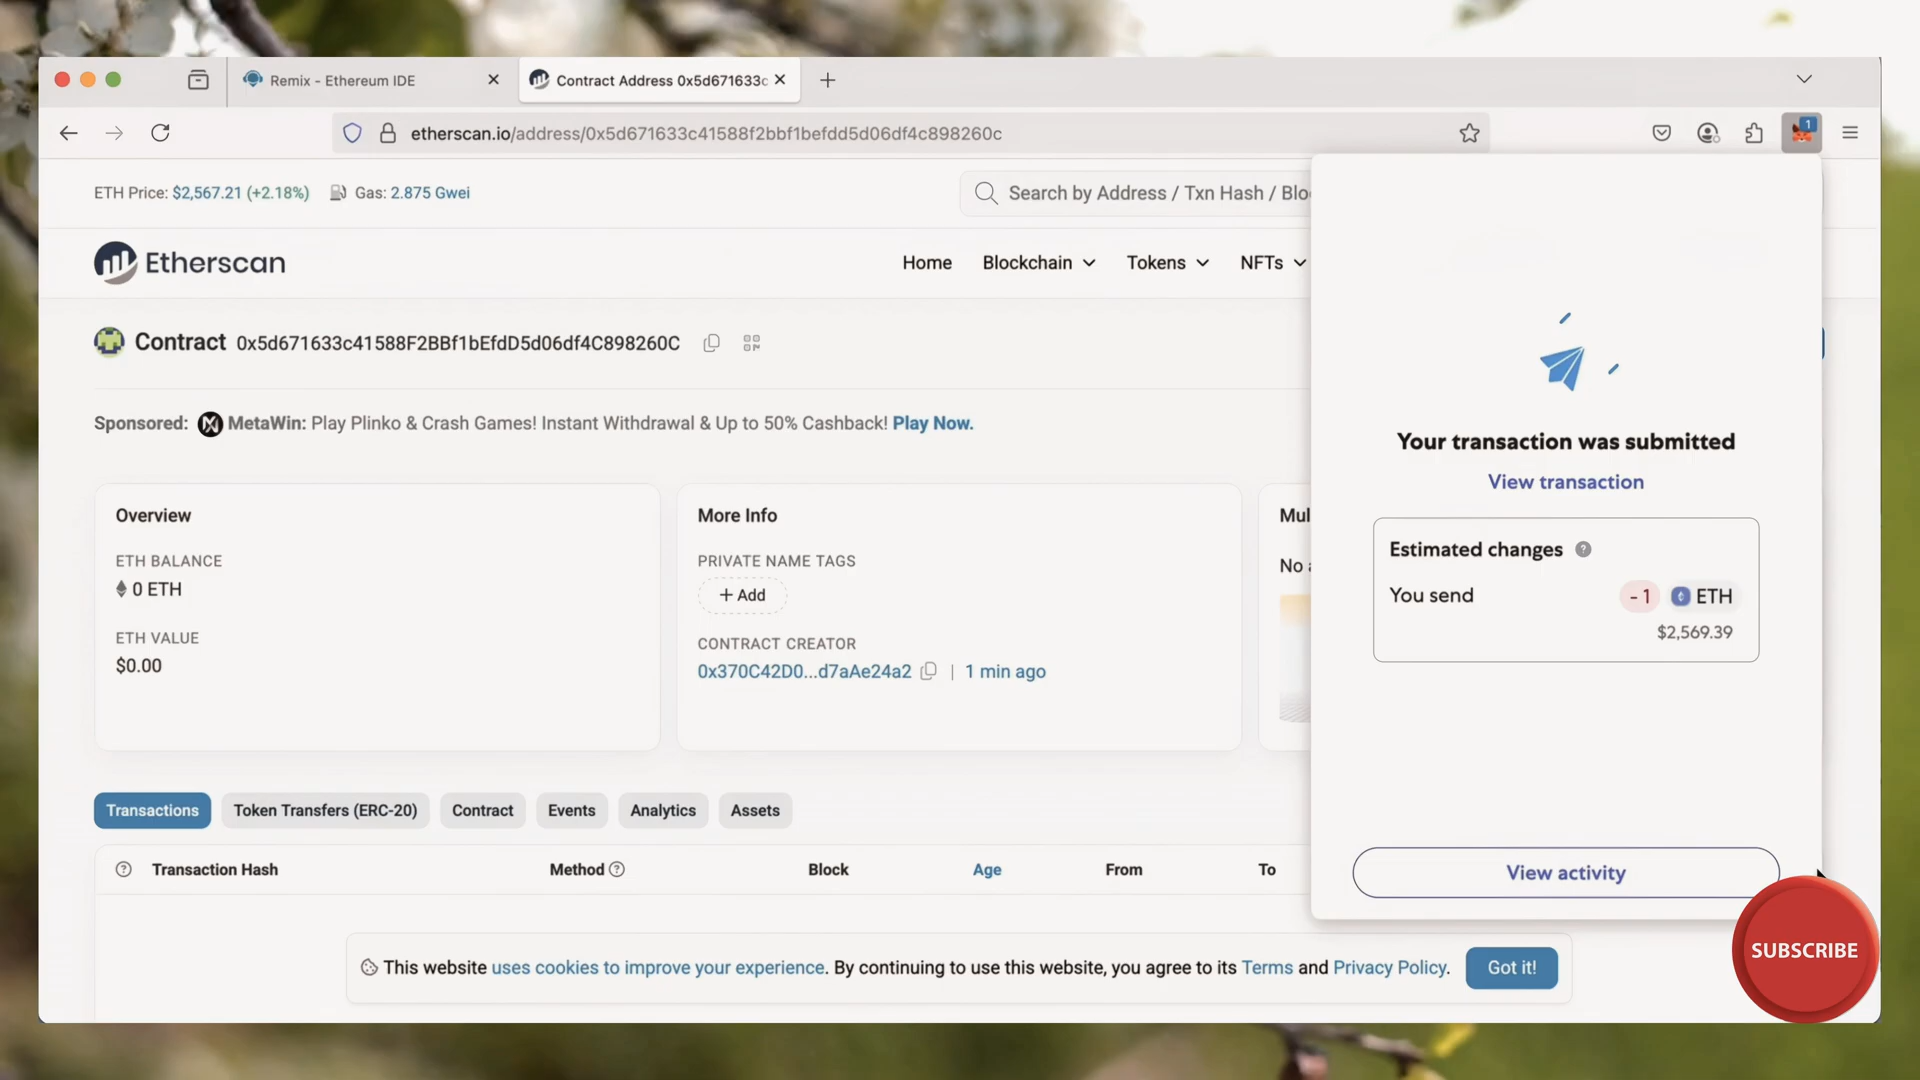 Remix - Ethereum IDE
Contract Address 0x5d671633c
etherscan.io/address/0x5d671633c41588f2bbf1befdd5d06df4c898260c
1
ETH Price: $2,567.21 (+2.18%) Gas: 2.875 Gwei
Search by Address / Txn Hash / Blo
Etherscan
Home Blockchain Tokens NFTs
Contract 0x5d671633c41588F2BBf1bEfdD5d06df4C898260C
Sponsored: MetaWin: Play Plinko & Crash Games! Instant Withdrawal & Up to 50% Cashback! Play Now.
Overview
ETH BALANCE
0 ETH
ETH VALUE
$0.00
More Info
PRIVATE NAME TAGS
+ Add
CONTRACT CREATOR
0x370C42D0...d7aAe24a2 | 1 min ago
Mul
No
Your transaction was submitted
View transaction
Estimated changes ?
You send - 1 ETH
$2,569.39
View activity
Transactions Token Transfers (ERC-20) Contract Events Analytics Assets
? Transaction Hash Method ? Block Age From To
This website uses cookies to improve your experience. By continuing to use this website, you agree to its Terms and Privacy Policy. Got it!
SUBSCRIBE